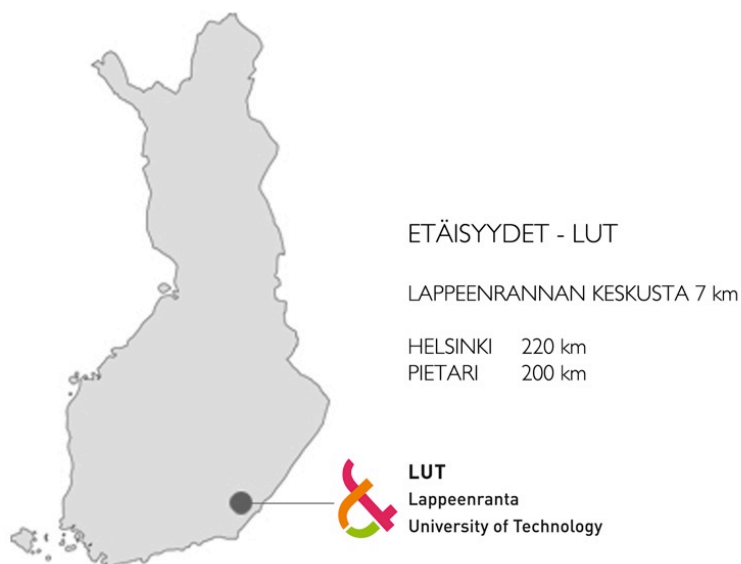 ETÄISYYDET - LUT
LAPPEENRANNAN KESKUSTA 7 km
HELSINKI 220 km
PIETARI 200 km
LUT
Lappeenranta
University of Technology